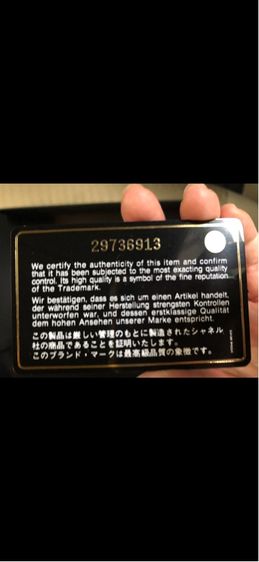 29736913
We certify the authenticity of this item and confirm
that it has been subjected to the most exacting quality
control. Its high quality is a symbol of the fine reputation
of the Trademark.
Wir bestätigen, dass es sich um einen Artikel handelt,
der während seiner Herstellung strengsten Kontrollen
unterworfen war, und dessen erstklassige Qualität
dem hohen Ansehen unserer Marke entspricht.
この製品は厳しい管理のもとに製造されたシャネル
社の商品であることを証明いたします。
このブランド・マークは最高級品質の象徴です。